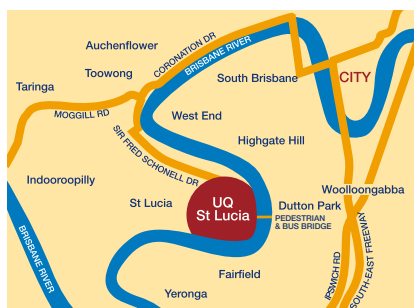 Auchenflower
CORONATION DR
BRISBANE RIVER
Toowong
South Brisbane
CITY
Taringa
MOGGILL RD
West End
SIR FRED SCHONELL DR
Highgate Hill
Indooroopilly
Woolloongabba
St Lucia
UQ
St Lucia
Dutton Park
PEDESTRIAN
& BUS BRIDGE
BRISBANE RIVER
Fairfield
IPSWICH RD
SOUTH-EAST FREEWAY
Yeronga